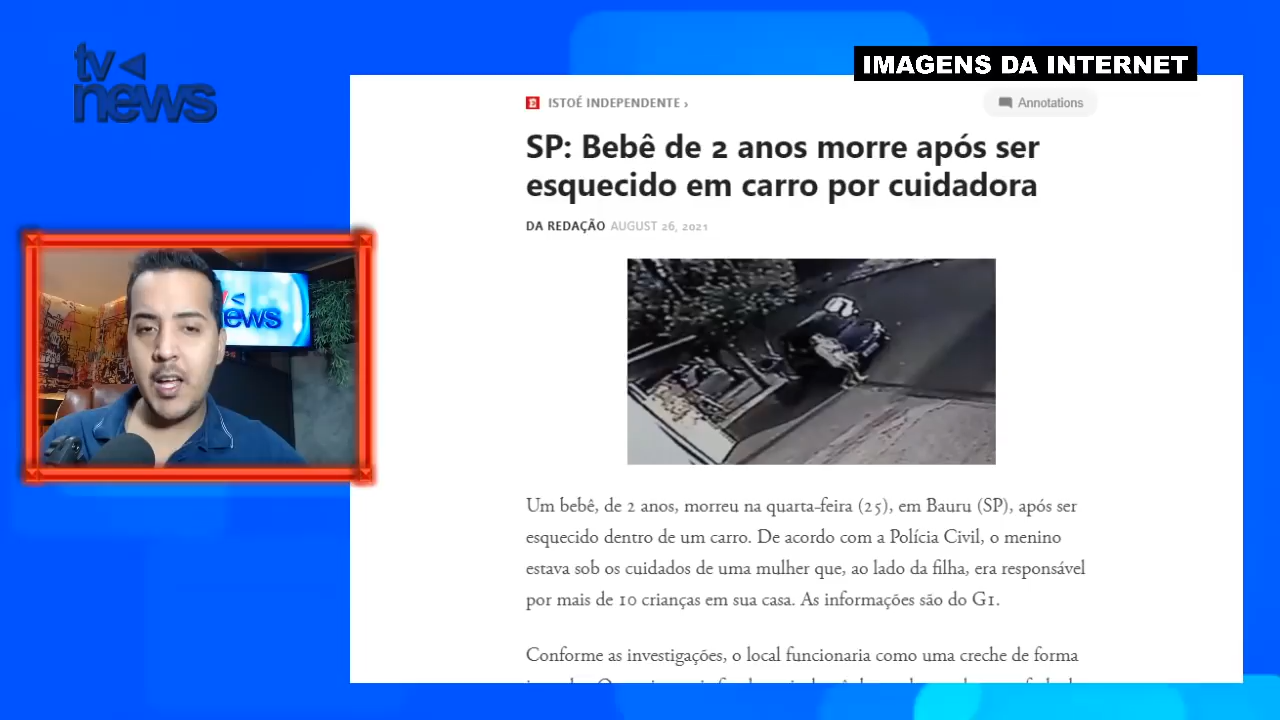 tv
news
IMAGENS DA INTERNET
ISTOÉ INDEPENDENTE ›
Annotations
SP: Bebê de 2 anos morre após ser
esquecido em carro por cuidadora
DA REDAÇÃO AUGUST 26, 2021
news
Um bebê, de 2 anos, morreu na quarta-feira (25), em Bauru (SP), após ser
esquecido dentro de um carro. De acordo com a Polícia Civil, o menino
estava sob os cuidados de uma mulher que, ao lado da filha, era responsável
por mais de 10 crianças em sua casa. As informações são do G1.
Conforme as investigações, o local funcionaria como uma creche de forma